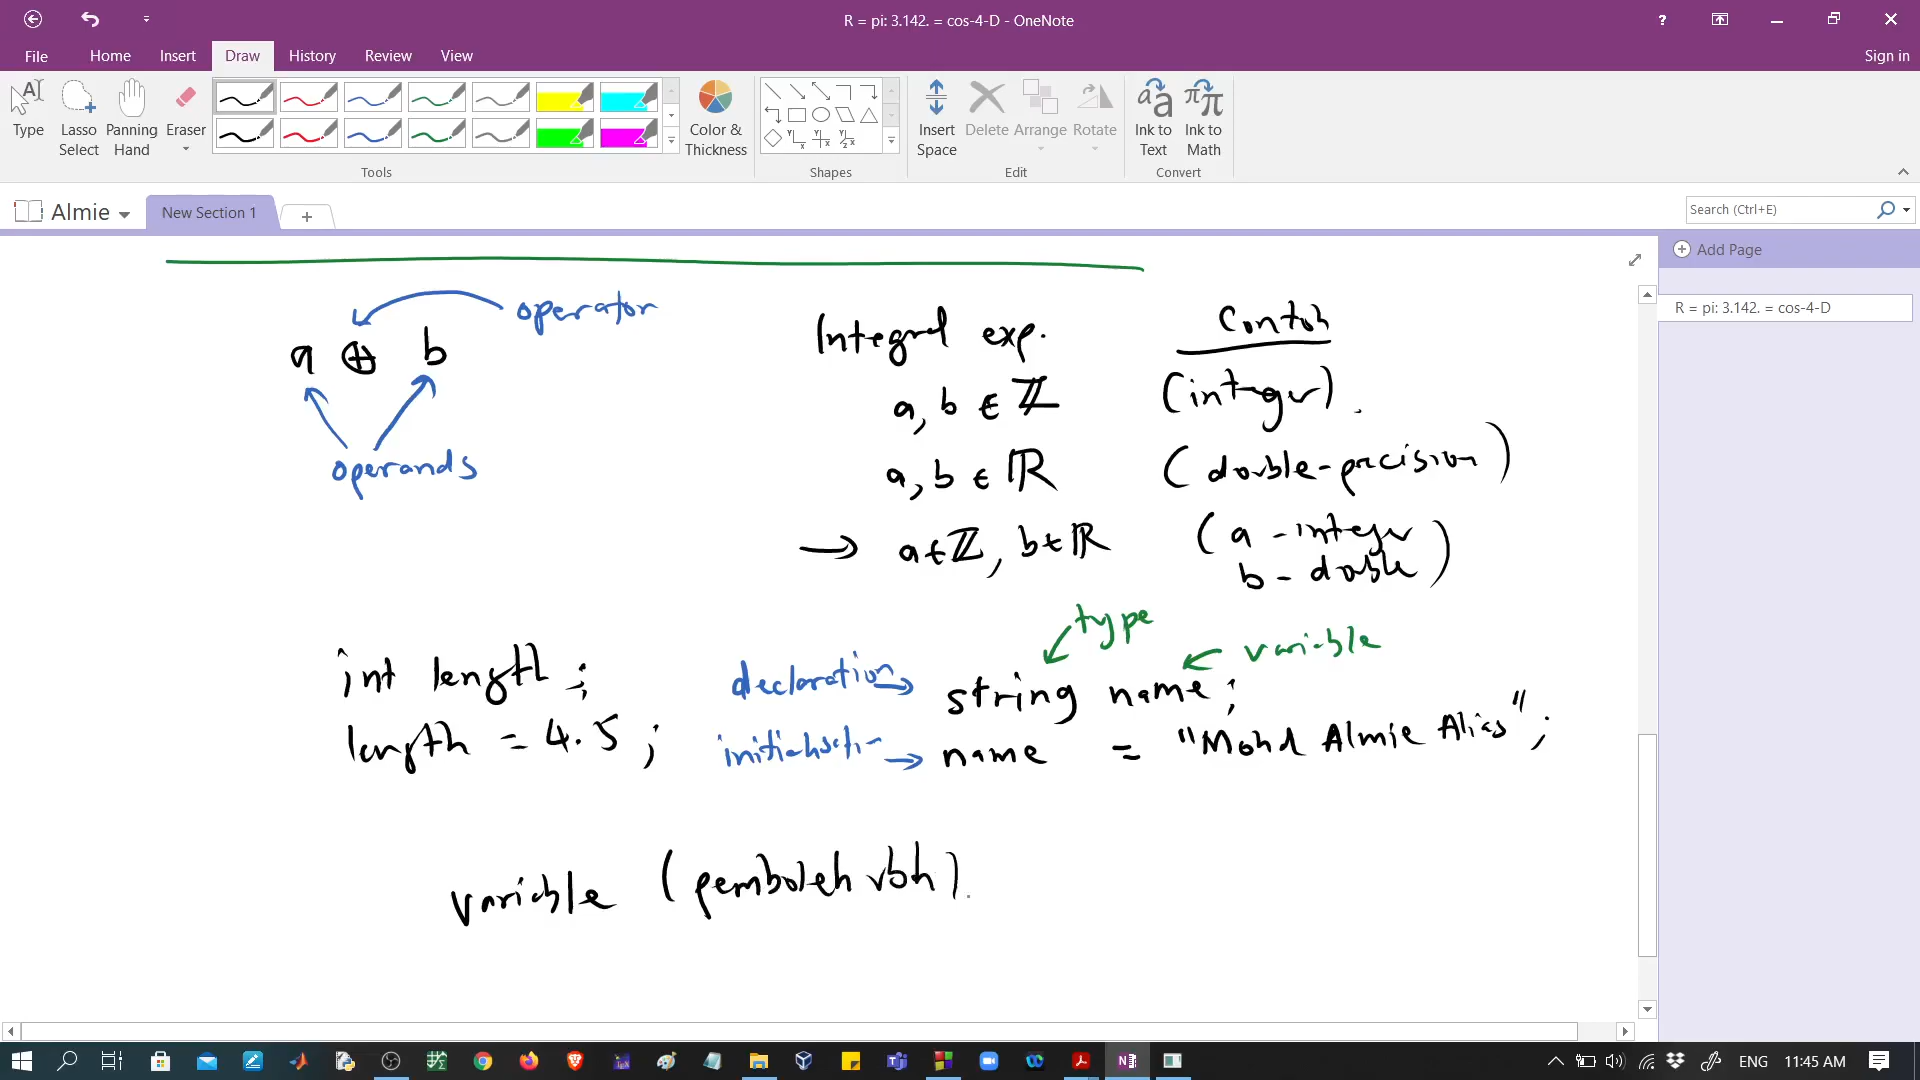 R = pi: 3.142. = cos-4-D - OneNote
File Home Insert Draw History Review View Sign in
Type
Lasso Select
Panning Hand
Eraser
Tools
Color & Thickness
Shapes
Insert Space
Delete
Arrange
Rotate
Edit
Ink to Text
Ink to Math
Convert
Almie
New Section 1
Search (Ctrl+E)
Add Page
R = pi: 3.142. = cos-4-D
operator
a ⊕ b
operands
Integral exp. Contoh
a, b ∈ ℤ (integer).
a, b ∈ ℝ (double-precision)
→ a ∈ ℤ, b ∈ ℝ (a - integer
b - double)
type
variable
int length;
declaration → string name;
length = 4.5;
→ name = "Mohd Almie Alias";
variable (pemboleh ubah).
ENG 11:45 AM